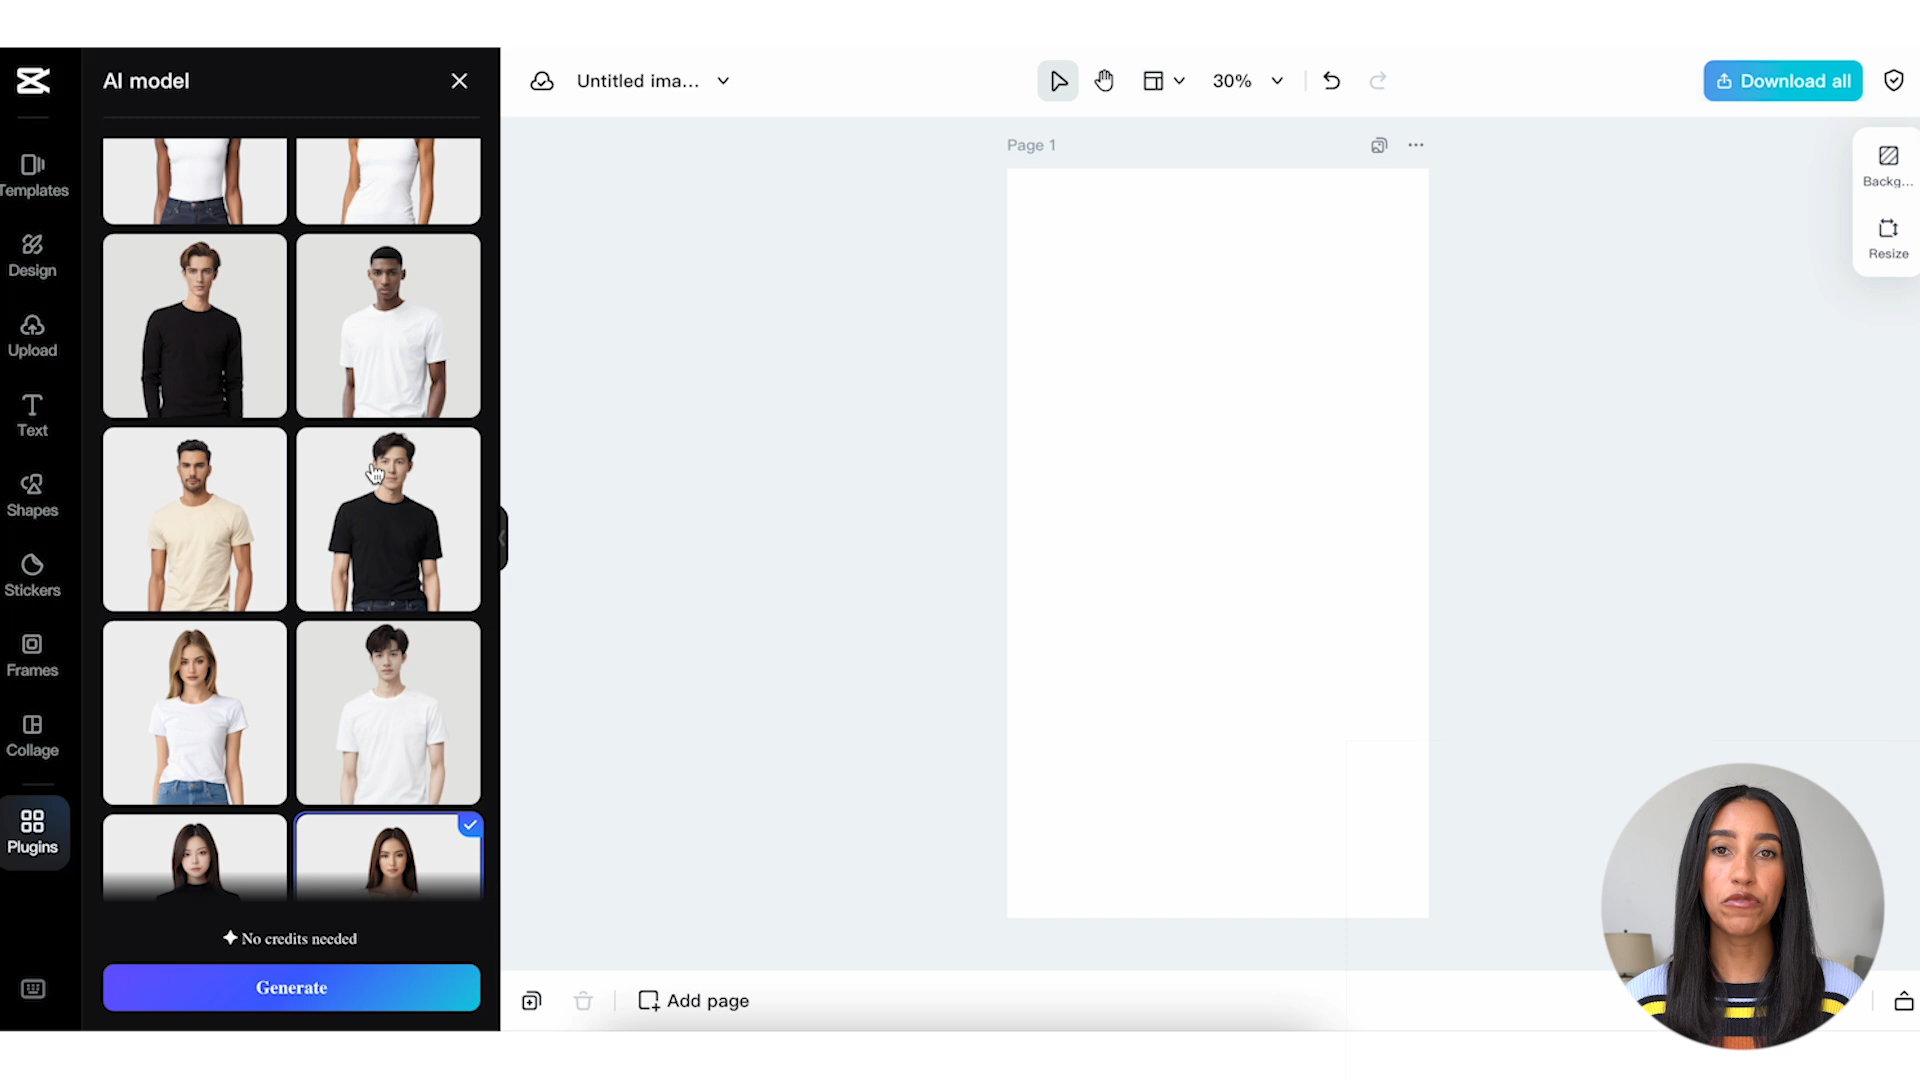 AI model
Untitled ima...
30%
Download all
Templates
Design
Upload
Text
Shapes
Stickers
Frames
Collage
Plugins
No credits needed
Generate
Page 1
Backg...
Resize
Add page